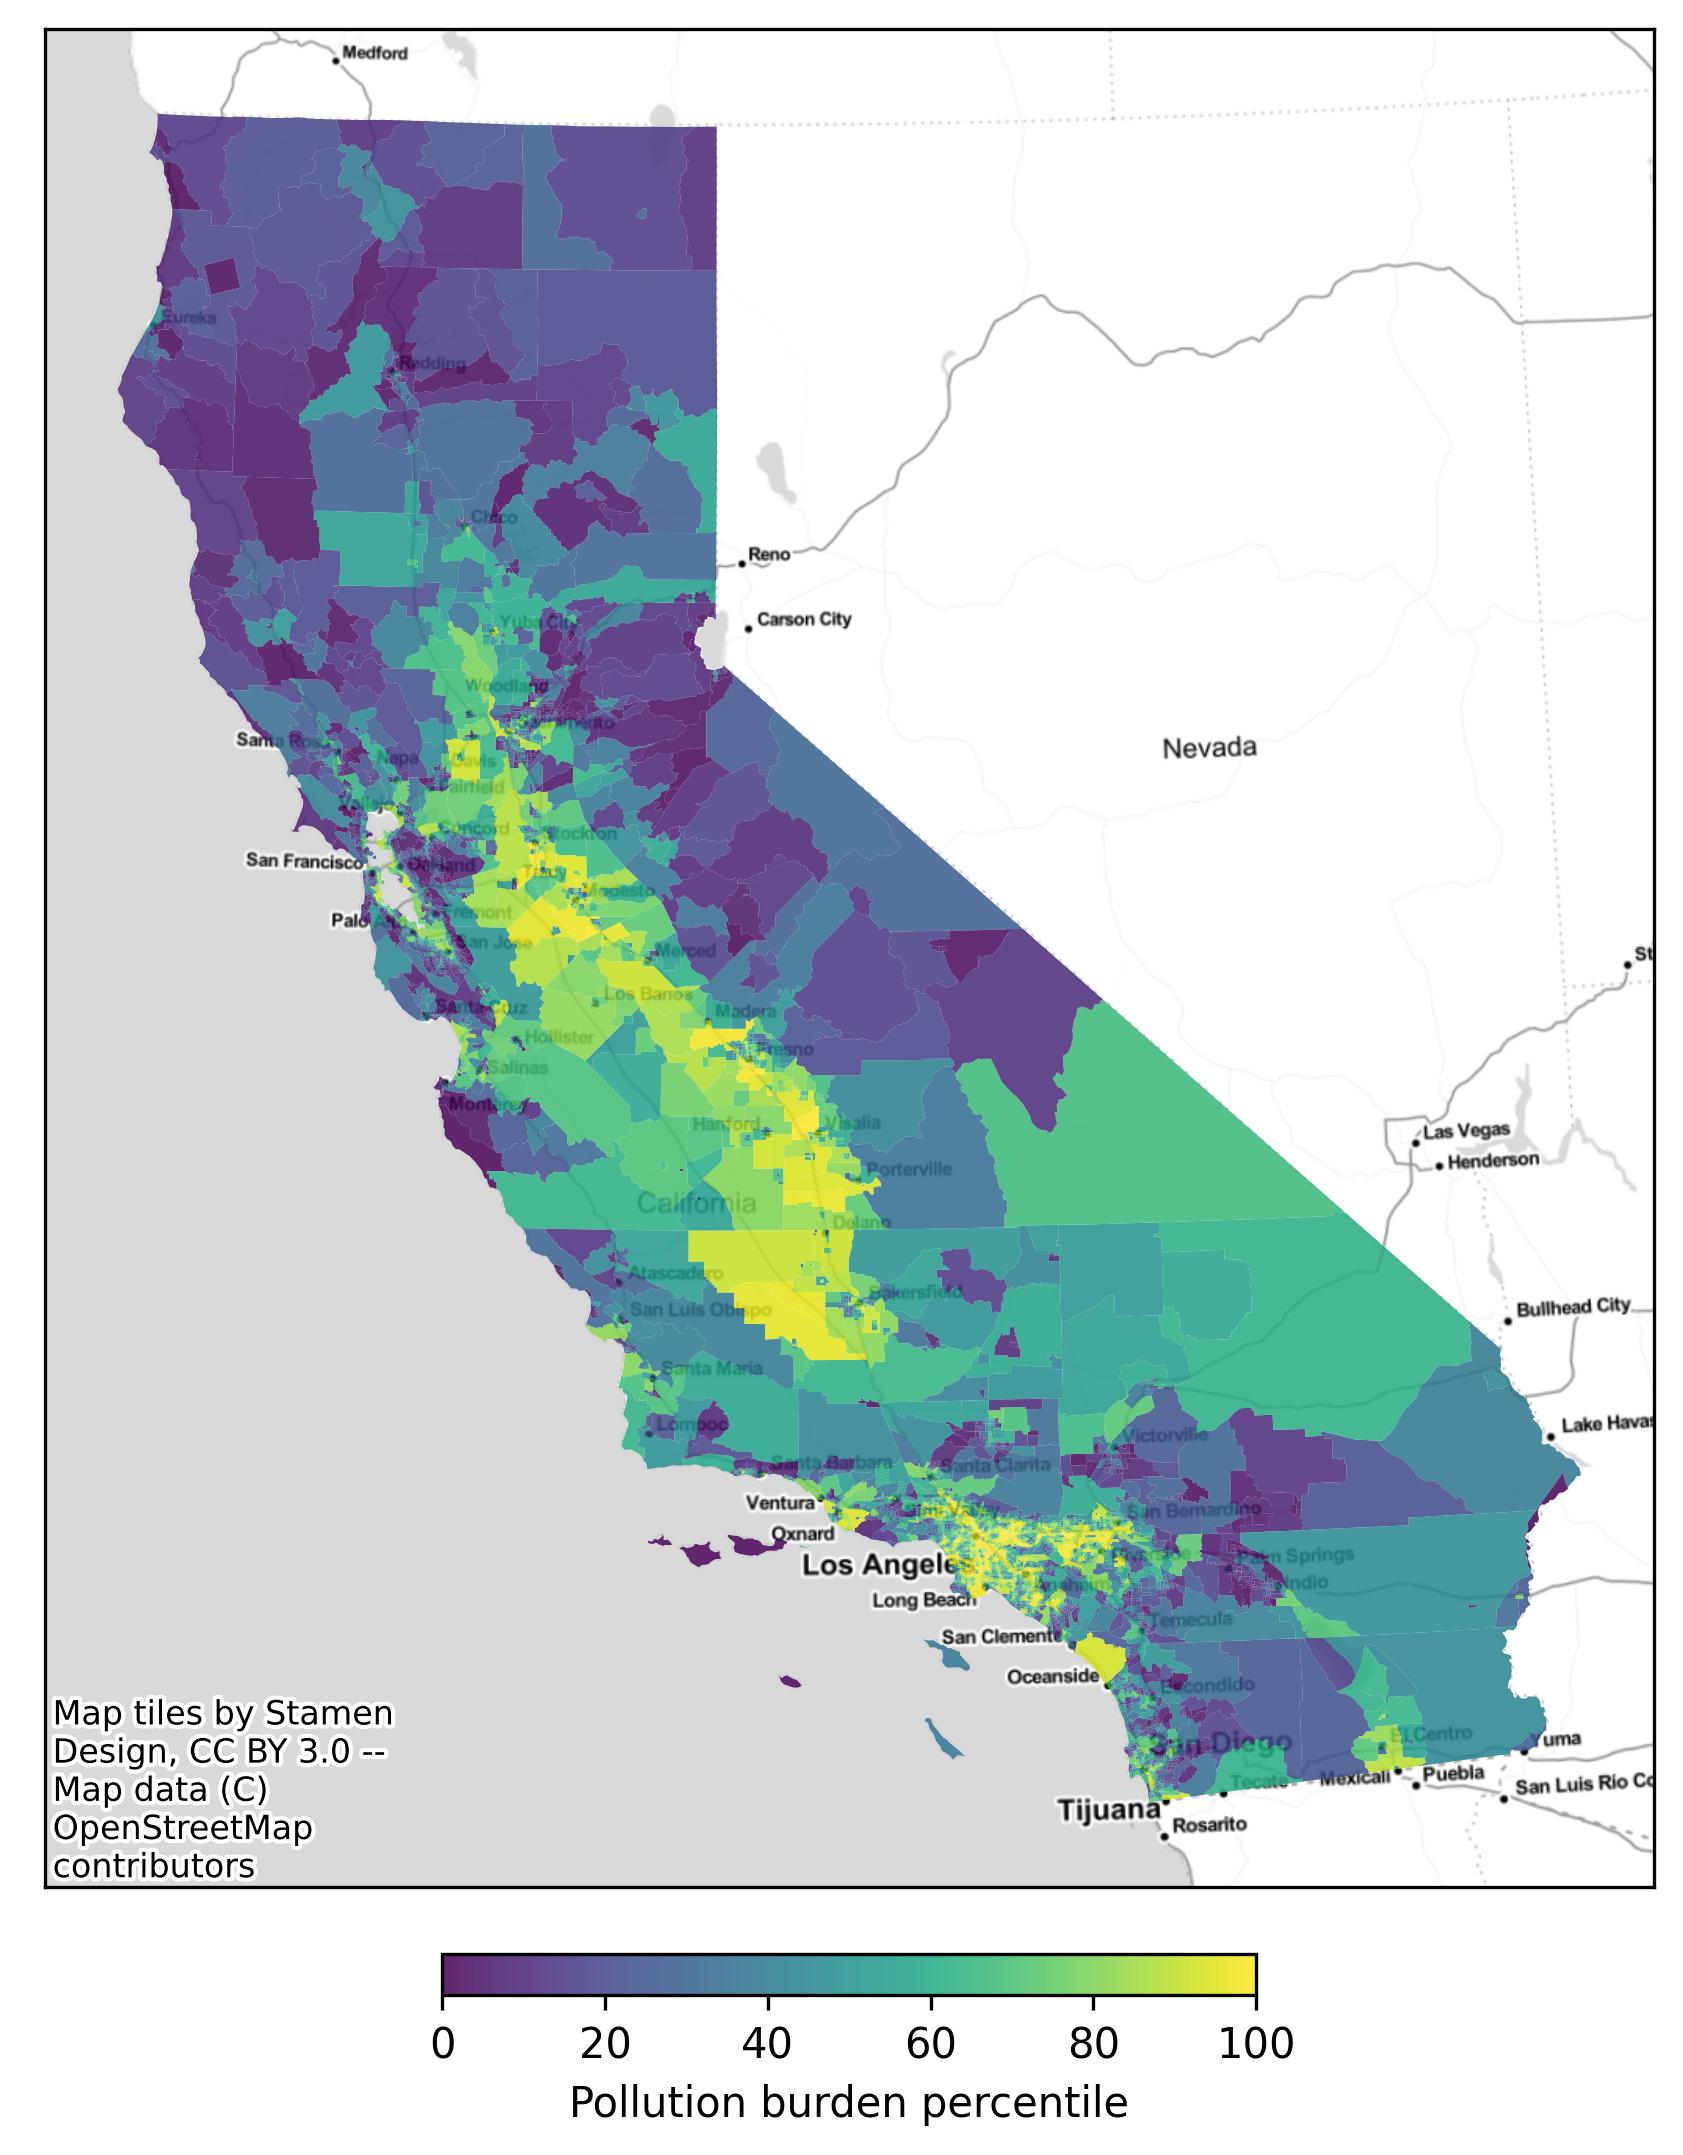 Medford
Eureka
Redding
Chico
Reno
Carson City
Yuba City
Woodland
Sacramento
Santa Rosa
Napa
Davis
Fairfield
Vallejo
Concord
Stockton
San Francisco
Oakland
Tracy
Modesto
Palo Alto
Fremont
San Jose
Merced
Nevada
St
Los Banos
Santa Cruz
Madera
Hollister
Fresno
Salinas
Monterey
Hanford
Visalia
Las Vegas
Henderson
Porterville
California
Delano
Atascadero
Bakersfield
San Luis Obispo
Bullhead City
Santa Maria
Lompoc
Lake Havas
Victorville
Santa Barbara
Santa Clarita
Ventura
Simi Valley
San Bernardino
Oxnard
Los Angeles
Riverside
Palm Springs
Anaheim
Indio
Long Beach
Temecula
San Clemente
Oceanside
Escondido
San Diego
El Centro
Yuma
Tecate
Mexicali
Puebla
San Luis Río Co
Tijuana
Rosarito
Map tiles by Stamen
Design, CC BY 3.0 --
Map data (C)
OpenStreetMap
contributors
0 20 40 60 80 100
Pollution burden percentile